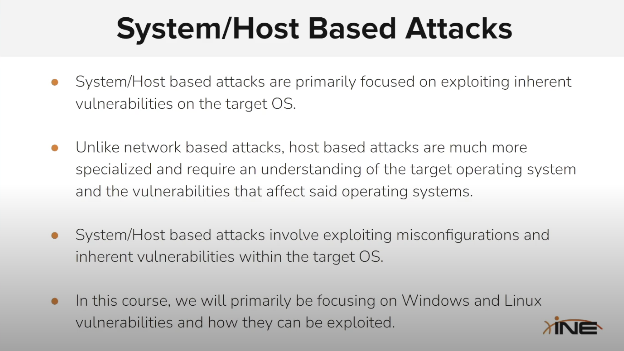 System/Host Based Attacks
● System/Host based attacks are primarily focused on exploiting inherent
vulnerabilities on the target OS.
● Unlike network based attacks, host based attacks are much more
specialized and require an understanding of the target operating system
and the vulnerabilities that affect said operating systems.
● System/Host based attacks involve exploiting misconfigurations and
inherent vulnerabilities within the target OS.
● In this course, we will primarily be focusing on Windows and Linux
vulnerabilities and how they can be exploited.
INE